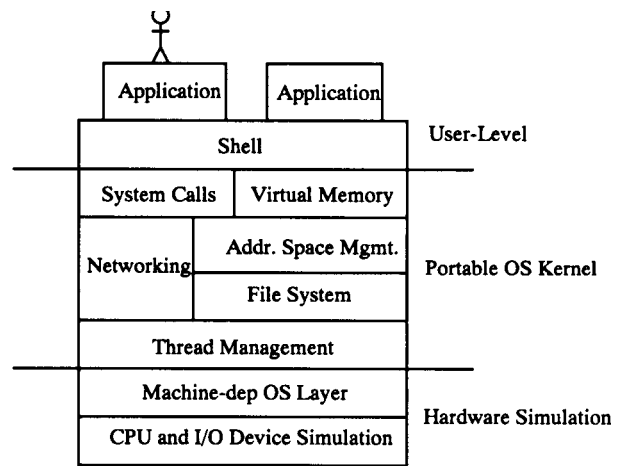 Application
Application
User-Level
Shell
System Calls
Virtual Memory
Networking
Addr. Space Mgmt.
Portable OS Kernel
File System
Thread Management
Machine-dep OS Layer
Hardware Simulation
CPU and I/O Device Simulation